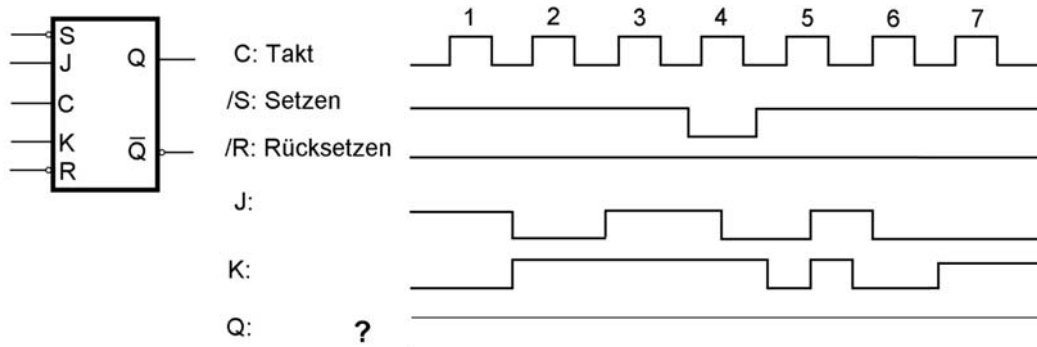 1 2 3 4 5 6 7
S
J Q
C
K Q̅
R
C: Takt
/S: Setzen
/R: Rücksetzen
J:
K:
Q: ?